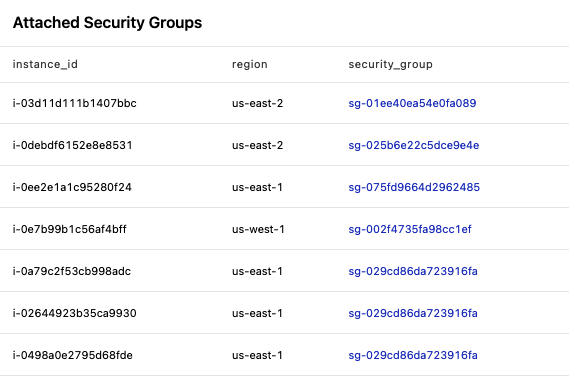 Attached Security Groups
instance_id region security_group
i-03d11d111b1407bbc us-east-2 sg-01ee40ea54e0fa089
i-0debdf6152e8e8531 us-east-2 sg-025b6e22c5dce9e4e
i-0ee2e1a1c95280f24 us-east-1 sg-075fd9664d2962485
i-0e7b99b1c56af4bff us-west-1 sg-002f4735fa98cc1ef
i-0a79c2f53cb998adc us-east-1 sg-029cd86da723916fa
i-02644923b35ca9930 us-east-1 sg-029cd86da723916fa
i-0498a0e2795d68fde us-east-1 sg-029cd86da723916fa